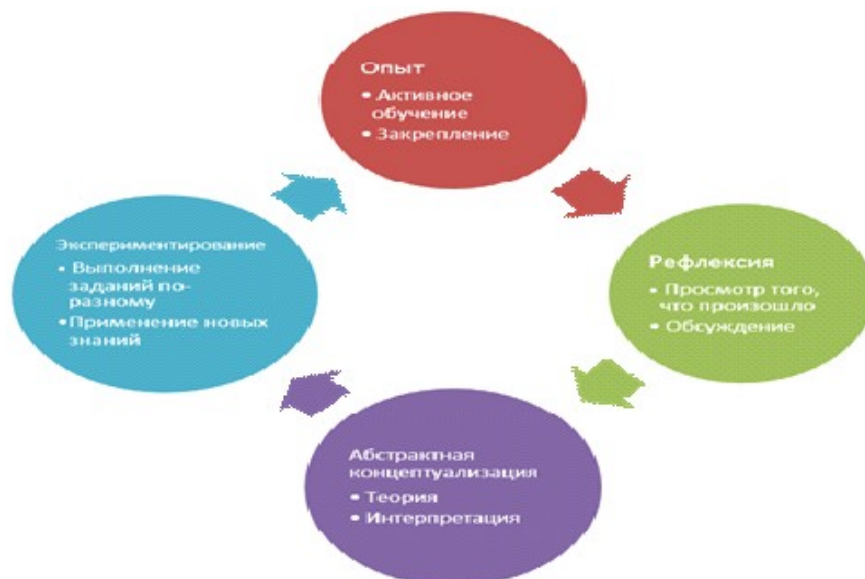 Опыт
• Активное
обучение
• Закрепление
Экспериментирование
• Выполнение
заданий по-
разному
•Применение новых
знаний
Рефлексия
• Просмотр того,
что произошло
• Обсуждение
Абстрактная
концептуализация
• Теория
• Интерпретация